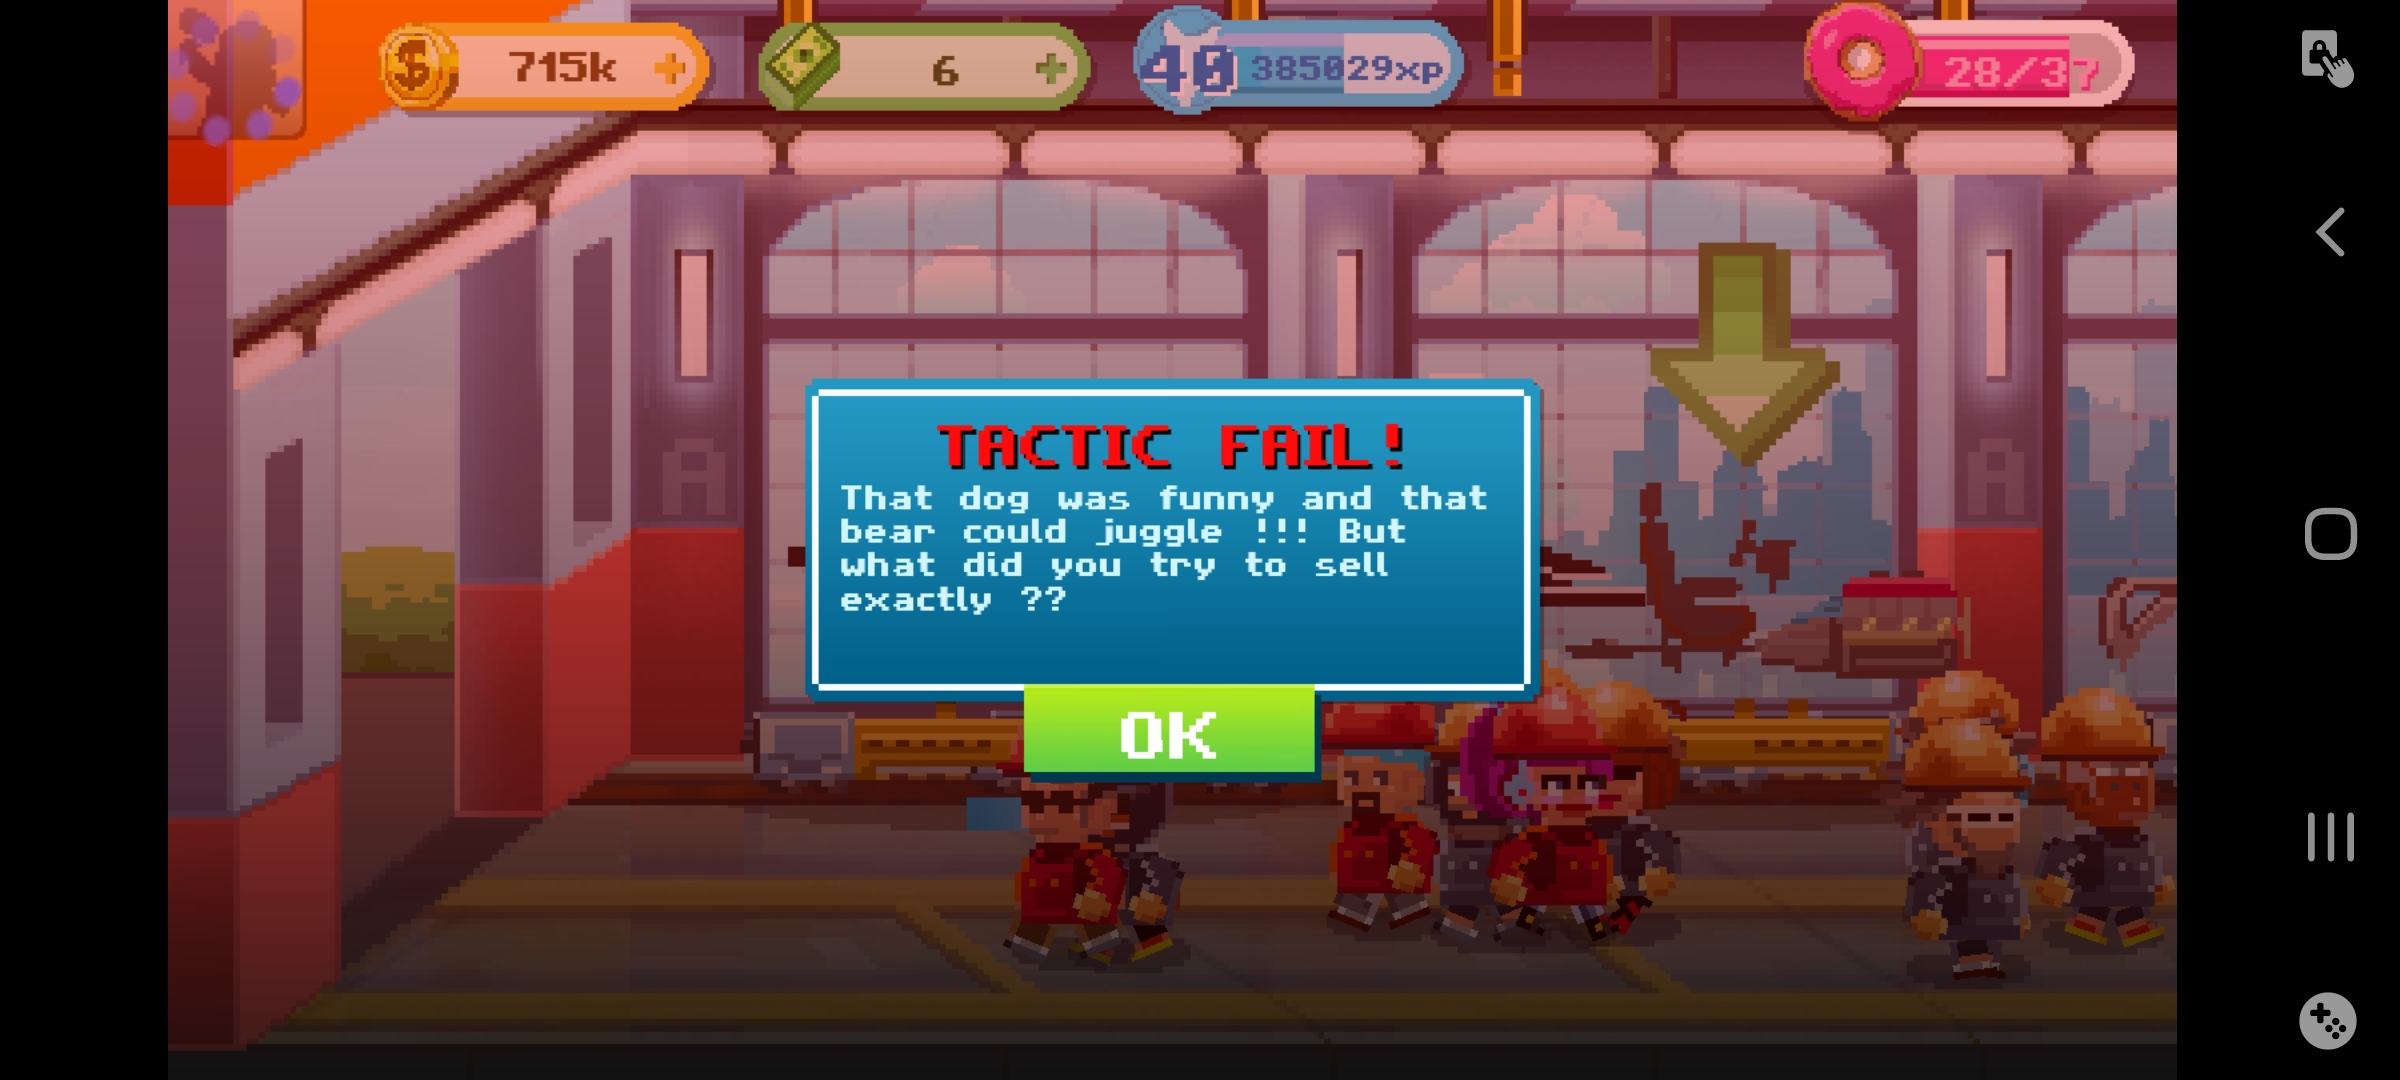 715k
6
40
385029xp
28/37
A
A
TACTIC FAIL!
That dog was funny and that
bear could juggle !!! But
what did you try to sell
exactly ??
OK